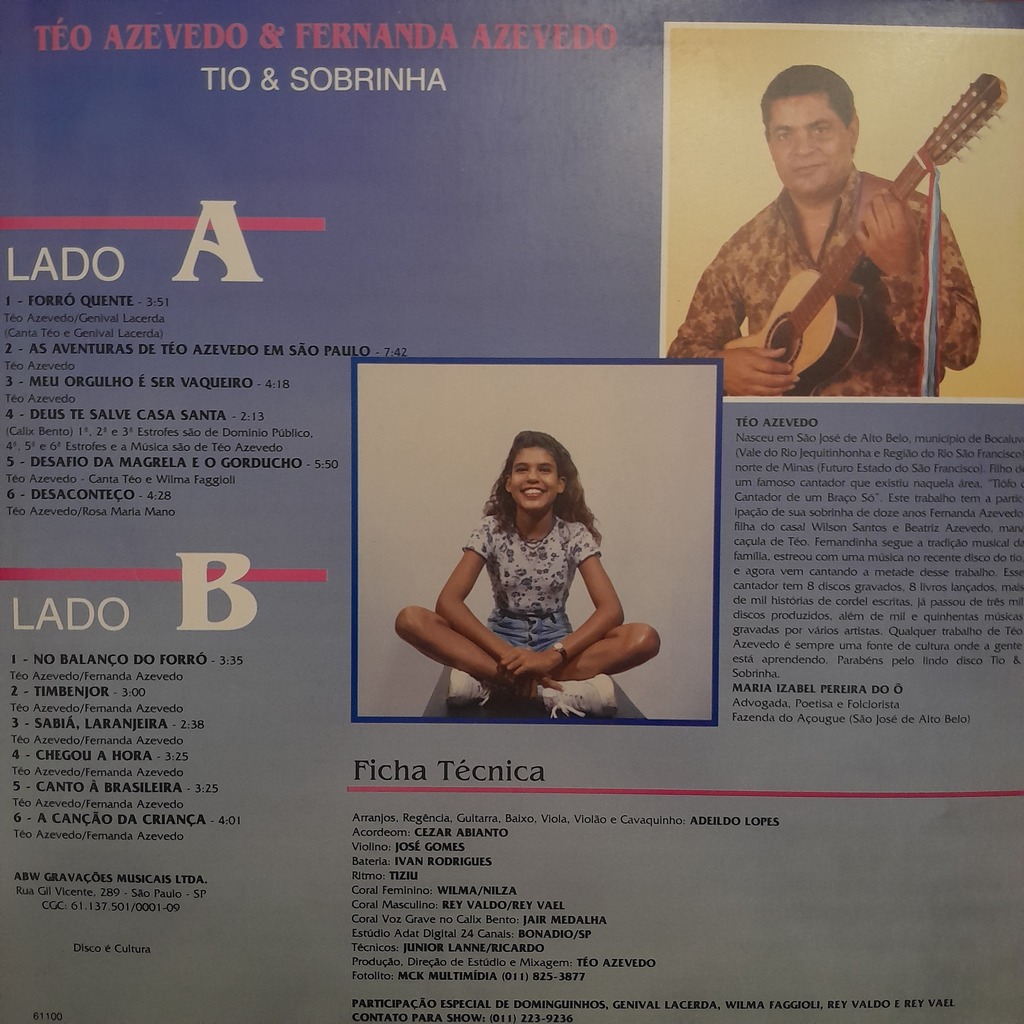 TÉO AZEVEDO & FERNANDA AZEVEDO
TIO & SOBRINHA
LADO A
1 - FORRÓ QUENTE - 3:51
Téo Azevedo/Genival Lacerda
(Canta Téo e Genival Lacerda)
2 - AS AVENTURAS DE TÉO AZEVEDO EM SÃO PAULO - 7:42
Téo Azevedo
3 - MEU ORGULHO É SER VAQUEIRO - 4:18
Téo Azevedo
4 - DEUS TE SALVE CASA SANTA - 2:13
(Calix Bento) 1ª, 2ª e 3ª Estrofes são de Domínio Público,
4ª, 5ª e 6ª Estrofes e a Música são de Téo Azevedo
5 - DESAFIO DA MAGRELA E O GORDUCHO - 5:50
Téo Azevedo - Canta Téo e Wilma Faggioli
6 - DESACONTEÇO - 4:28
Téo Azevedo/Rosa Maria Mano
LADO B
1 - NO BALANÇO DO FORRÓ - 3:35
Téo Azevedo/Fernanda Azevedo
2 - TIMBENJOR - 3:00
Téo Azevedo/Fernanda Azevedo
3 - SABIÁ, LARANJEIRA - 2:38
Téo Azevedo/Fernanda Azevedo
4 - CHEGOU A HORA - 3:25
Téo Azevedo/Fernanda Azevedo
5 - CANTO À BRASILEIRA - 3:25
Téo Azevedo/Fernanda Azevedo
6 - A CANÇÃO DA CRIANÇA - 4:01
Téo Azevedo/Fernanda Azevedo
ABW GRAVAÇÕES MUSICAIS LTDA.
Rua Gil Vicente, 289 - São Paulo - SP
CGC: 61.137.501/0001-09
Disco é Cultura
61100
TÉO AZEVEDO
Nasceu em São José de Alto Belo, município de Bocaiuv
(Vale do Rio Jequitinhonha e Região do Rio São Francisco)
norte de Minas (Futuro Estado do São Francisco). Filho de
um famoso cantador que existiu naquela área, "Tiófo
Cantador de um Braço Só". Este trabalho tem a partic
ipação de sua sobrinha de doze anos Fernanda Azevedo
filha do casal Wilson Santos e Beatriz Azevedo, mana
caçula de Téo. Fernandinha segue a tradição musical da
família, estreou com uma música no recente disco do tio
e agora vem cantando a metade desse trabalho. Esse
cantador tem 8 discos gravados, 8 livros lançados, mais
de mil histórias de cordel escritas, já passou de três mil
discos produzidos, além de mil e quinhentas músicas
gravadas por vários artistas. Qualquer trabalho de Téo
Azevedo é sempre uma fonte de cultura onde a gente
está aprendendo. Parabéns pelo lindo disco Tio &
Sobrinha.
MARIA IZABEL PEREIRA DO Ô
Advogada, Poetisa e Folclorista
Fazenda do Açougue (São José de Alto Belo)
Ficha Técnica
Arranjos, Regência, Guitarra, Baixo, Viola, Violão e Cavaquinho: ADEILDO LOPES
Acordeom: CEZAR ABIANTO
Violino: JOSÉ GOMES
Bateria: IVAN RODRIGUES
Ritmo: TIZIU
Coral Feminino: WILMA/NILZA
Coral Masculino: REY VALDO/REY VAEL
Coral Voz Grave no Calix Bento: JAIR MEDALHA
Estúdio Adat Digital 24 Canais: BONADIO/SP
Técnicos: JUNIOR LANNE/RICARDO
Produção, Direção de Estúdio e Mixagem: TÉO AZEVEDO
Fotolito: MCK MULTIMÍDIA (011) 825-3877
PARTICIPAÇÃO ESPECIAL DE DOMINGUINHOS, GENIVAL LACERDA, WILMA FAGGIOLI, REY VALDO E REY VAEL
CONTATO PARA SHOW: (011) 223-9236